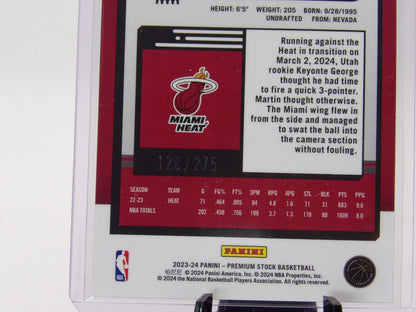 HEIGHT: 6'5" WEIGHT: 205 BORN: 9/28/1995
UNDRAFTED FROM: NEVADA
Running against the
Heat in transition on
March 2, 2024, Utah
rookie Keyonte George
thought he had time
to fire a quick 3-pointer.
Martin thought otherwise.
The Miami wing flew in
from the side and managed
to swat the ball into
the camera section
without fouling.
MIAMI
HEAT
128/275
SEASON TEAM G FG% FT% 3PM RPG APG STL BLK PTS PPG
22-23 HEAT 71 .464 .805 84 4.8 1.6 71 31 683 9.6
NBA TOTALS 202 .458 .756 199 3.7 1.3 178 80 1609 8.0
PANINI
NBA
2023-24 PANINI – PREMIUM STOCK BASKETBALL
帕尼尼 © 2024 Panini America, Inc. © 2024 NBA Properties, Inc.
© 2024 the National Basketball Players Association. All rights reserved.